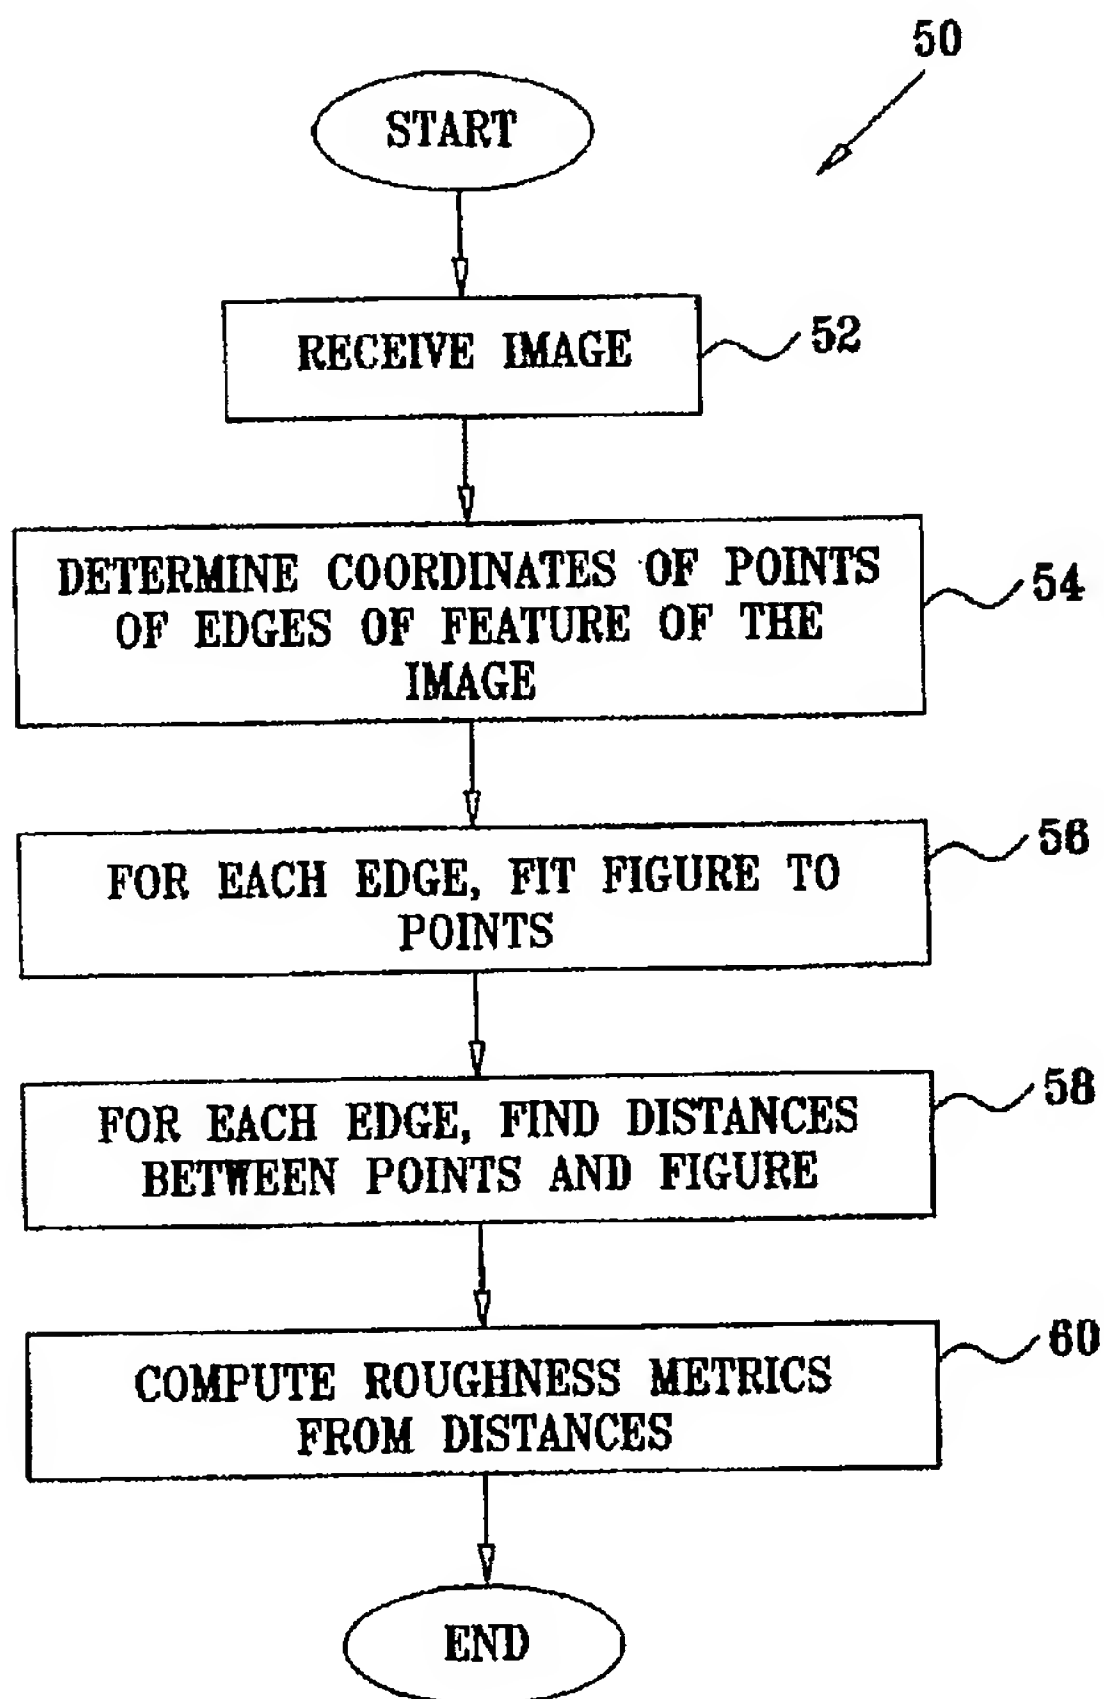 50
START
RECEIVE IMAGE
52
DETERMINE COORDINATES OF POINTS
OF EDGES OF FEATURE OF THE
IMAGE
54
FOR EACH EDGE, FIT FIGURE TO
POINTS
56
FOR EACH EDGE, FIND DISTANCES
BETWEEN POINTS AND FIGURE
58
COMPUTE ROUGHNESS METRICS
FROM DISTANCES
60
END